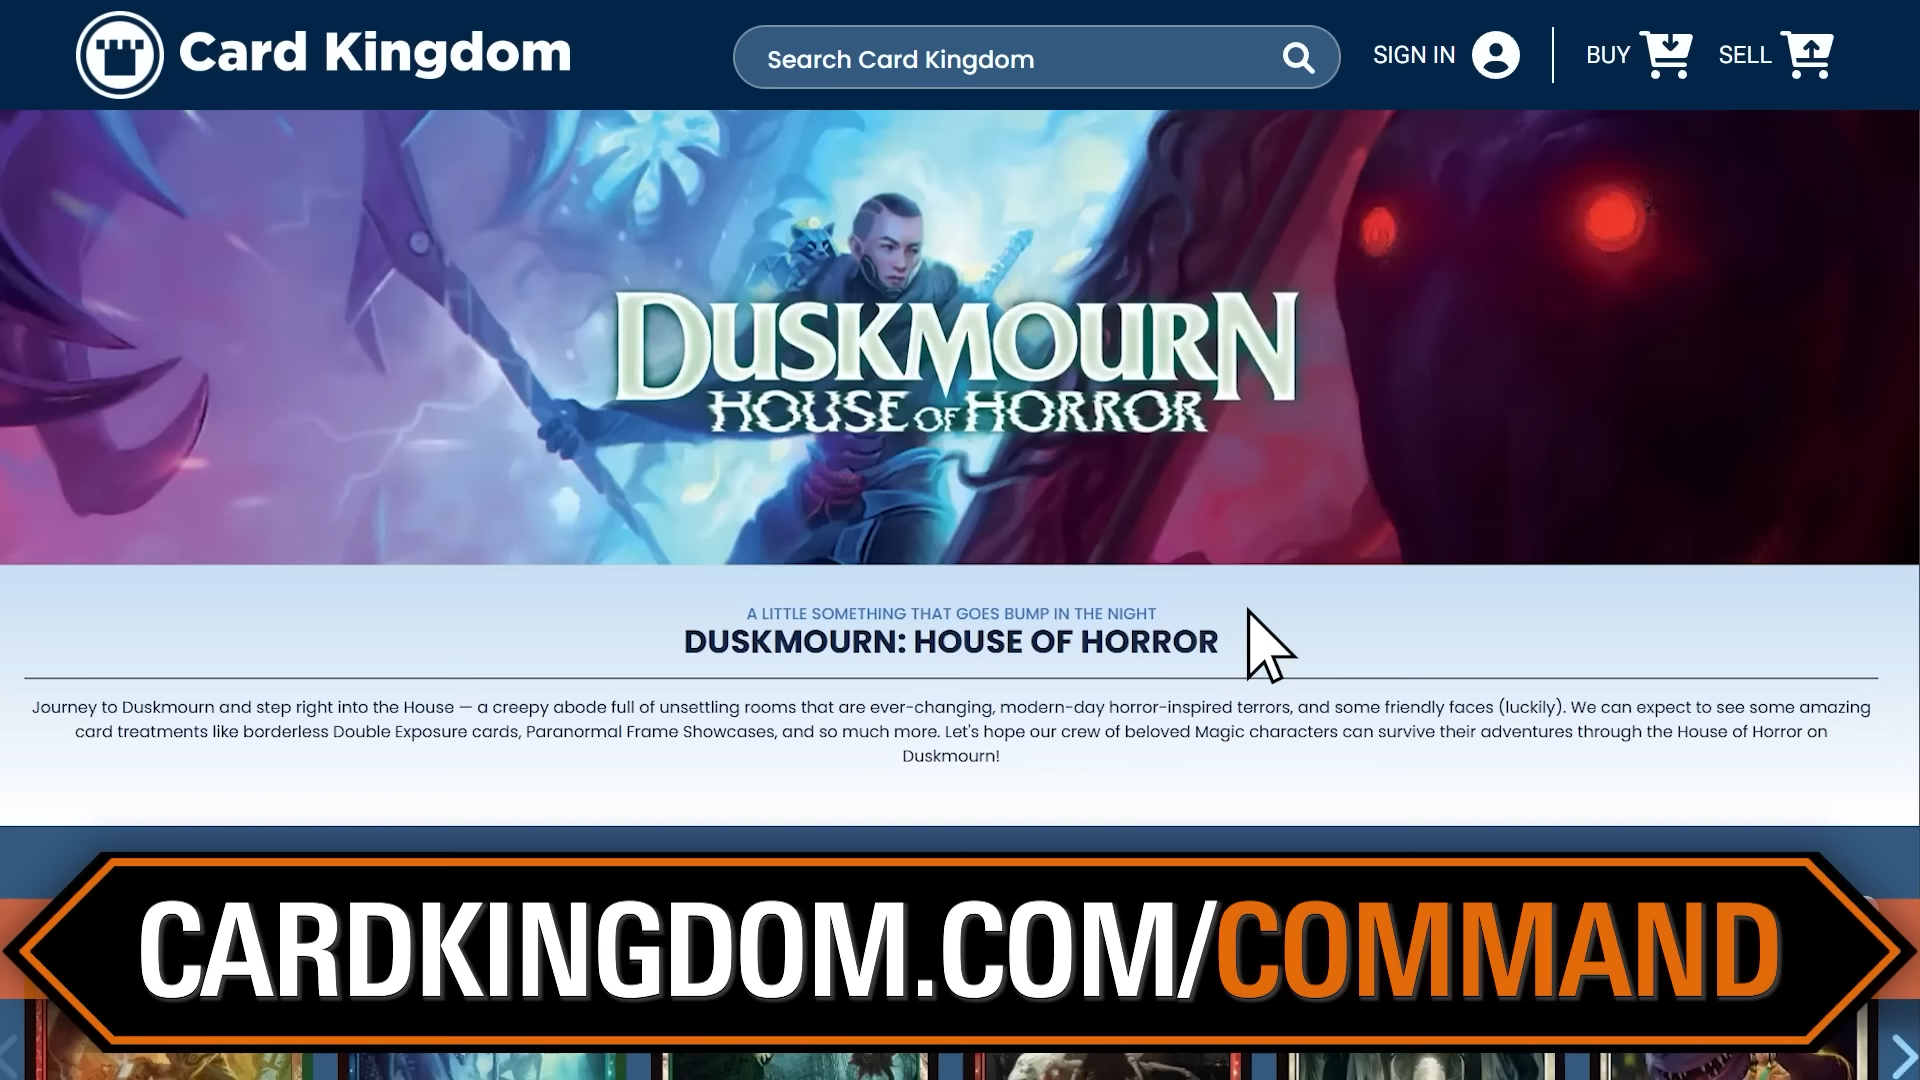 Card Kingdom
Search Card Kingdom
SIGN IN
BUY
SELL
DUSKMOURN
HOUSE OF HORROR
A LITTLE SOMETHING THAT GOES BUMP IN THE NIGHT
DUSKMOURN: HOUSE OF HORROR
Journey to Duskmourn and step right into the House — a creepy abode full of unsettling rooms that are ever-changing, modern-day horror-inspired terrors, and some friendly faces (luckily). We can expect to see some amazing
card treatments like borderless Double Exposure cards, Paranormal Frame Showcases, and so much more. Let's hope our crew of beloved Magic characters can survive their adventures through the House of Horror on
Duskmourn!
CARDKINGDOM.COM/COMMAND